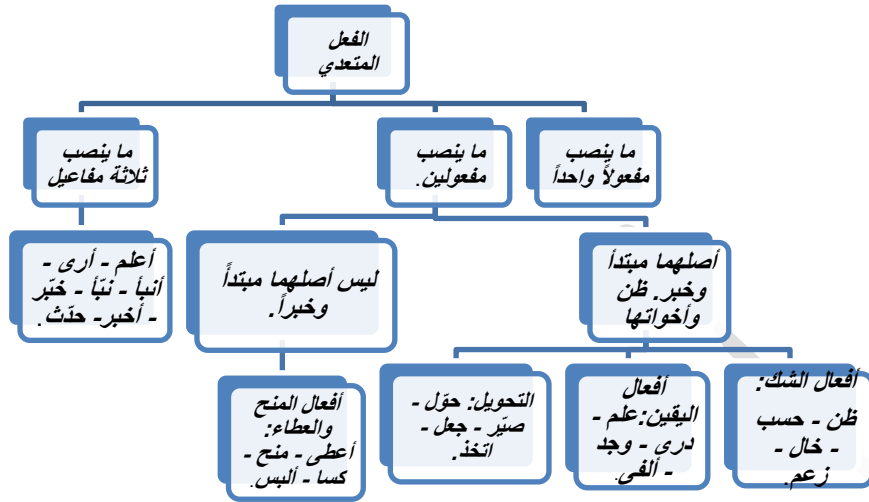 الفعل
المتعدي
ما ينصب
مفعولاً واحداً
ما ينصب
مفعولين.
ما ينصب
ثلاثة مفاعيل
أصلهما مبتدأ
وخبر. ظن
وأخواتها
ليس أصلهما مبتدأً
وخبراً.
أعلم - أرى -
أنبأ - نبّأ - خبّر
- أخبر- حدّث.
أفعال الشك:
ظن - حسب
- خال -
زعم.
أفعال
اليقين:علم -
درى - وجد
- ألفى.
التحويل: حوّل -
صيّر - جعل -
اتخذ.
أفعال المنح
والعطاء:
أعطى - منح -
كسا - ألبس.